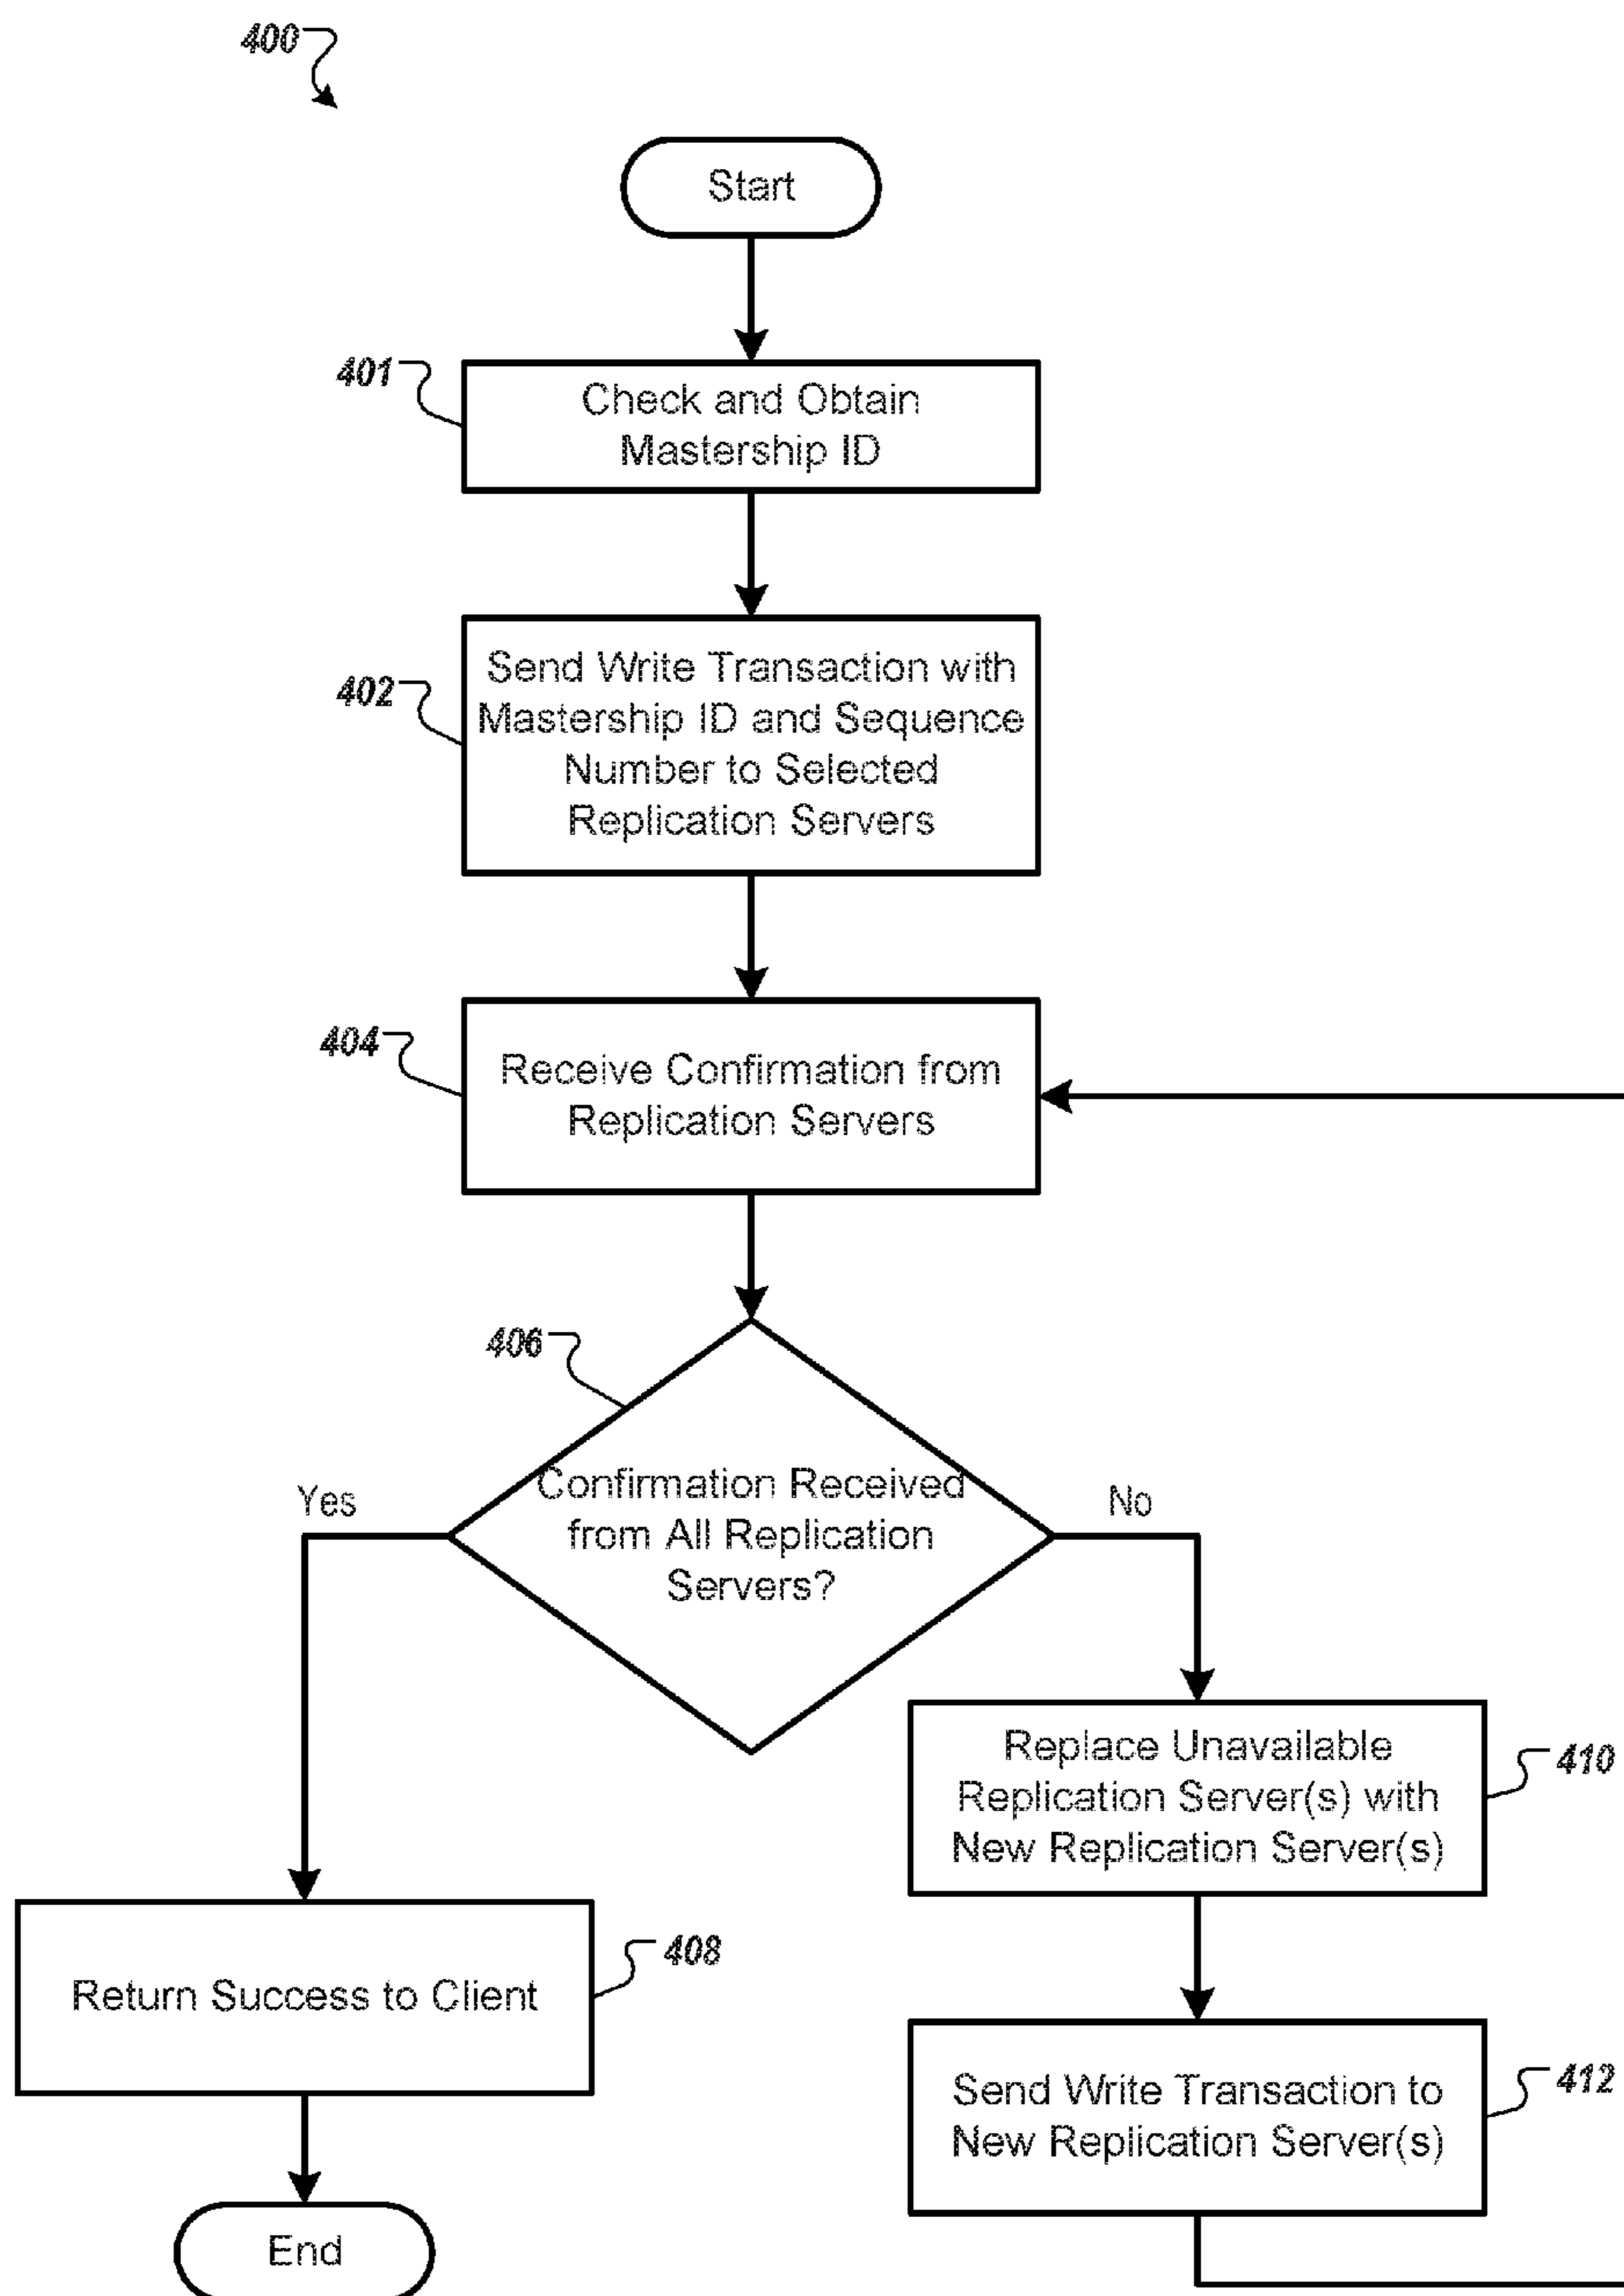 400
Start
401
Check and Obtain
Mastership ID
402
Send Write Transaction with
Mastership ID and Sequence
Number to Selected
Replication Servers
404
Receive Confirmation from
Replication Servers
406
Confirmation Received
from All Replication
Servers?
Yes
No
Replace Unavailable
Replication Server(s) with
New Replication Server(s)
410
Return Success to Client
408
Send Write Transaction to
New Replication Server(s)
412
End